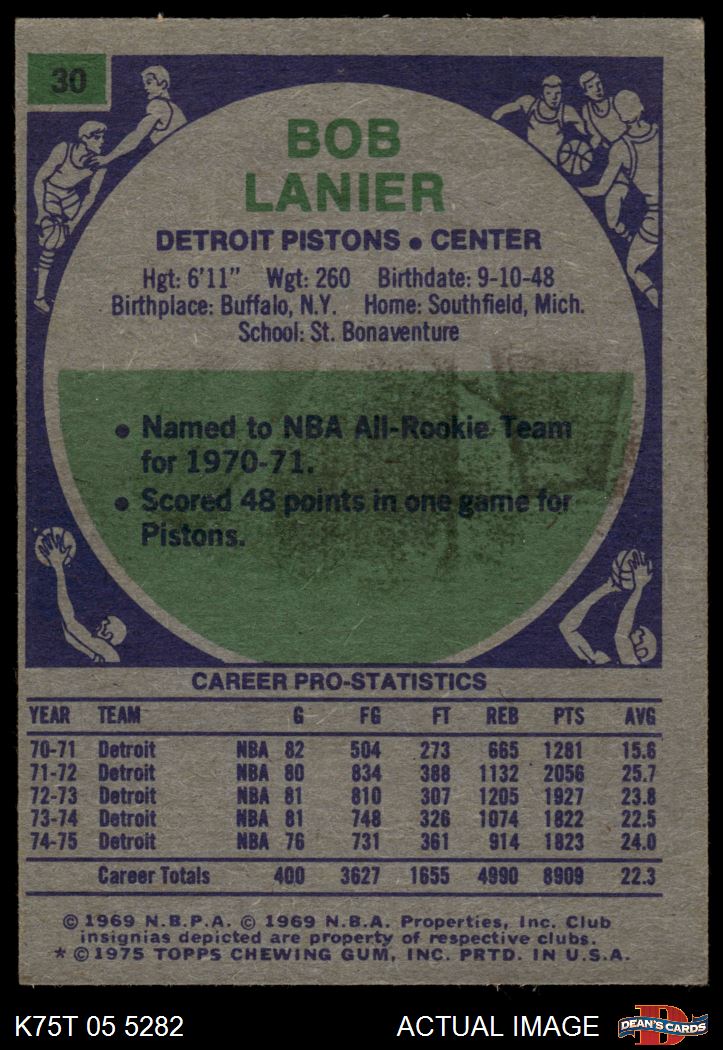 30
BOB
LANIER
DETROIT PISTONS • CENTER
Hgt: 6'11" Wgt: 260 Birthdate: 9-10-48
Birthplace: Buffalo, N.Y. Home: Southfield, Mich.
School: St. Bonaventure
• Named to NBA All-Rookie Team
for 1970-71.
• Scored 48 points in one game for
Pistons.
CAREER PRO-STATISTICS
YEAR TEAM G FG FT REB PTS AVG
70-71 Detroit NBA 82 504 273 665 1281 15.6
71-72 Detroit NBA 80 834 388 1132 2056 25.7
72-73 Detroit NBA 81 810 307 1205 1927 23.8
73-74 Detroit NBA 81 748 326 1074 1822 22.5
74-75 Detroit NBA 76 731 361 914 1823 24.0
Career Totals 400 3627 1655 4990 8909 22.3
© 1969 N.B.P.A. © 1969 N.B.A. Properties, Inc. Club
insignias depicted are property of respective clubs.
* © 1975 TOPPS CHEWING GUM, INC. PRTD. IN U.S.A.
K75T 05 5282 ACTUAL IMAGE D DEAN'S CARDS